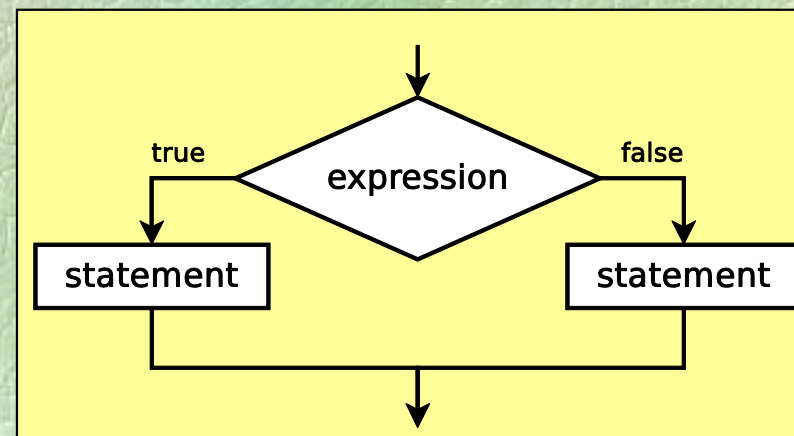 true
false
expression
statement
statement